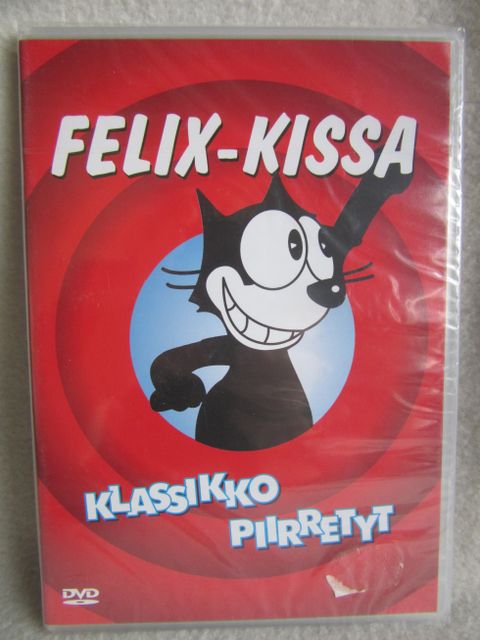 FELIX-KISSA
KLASSIKKO
PIIRRETYT
DVD